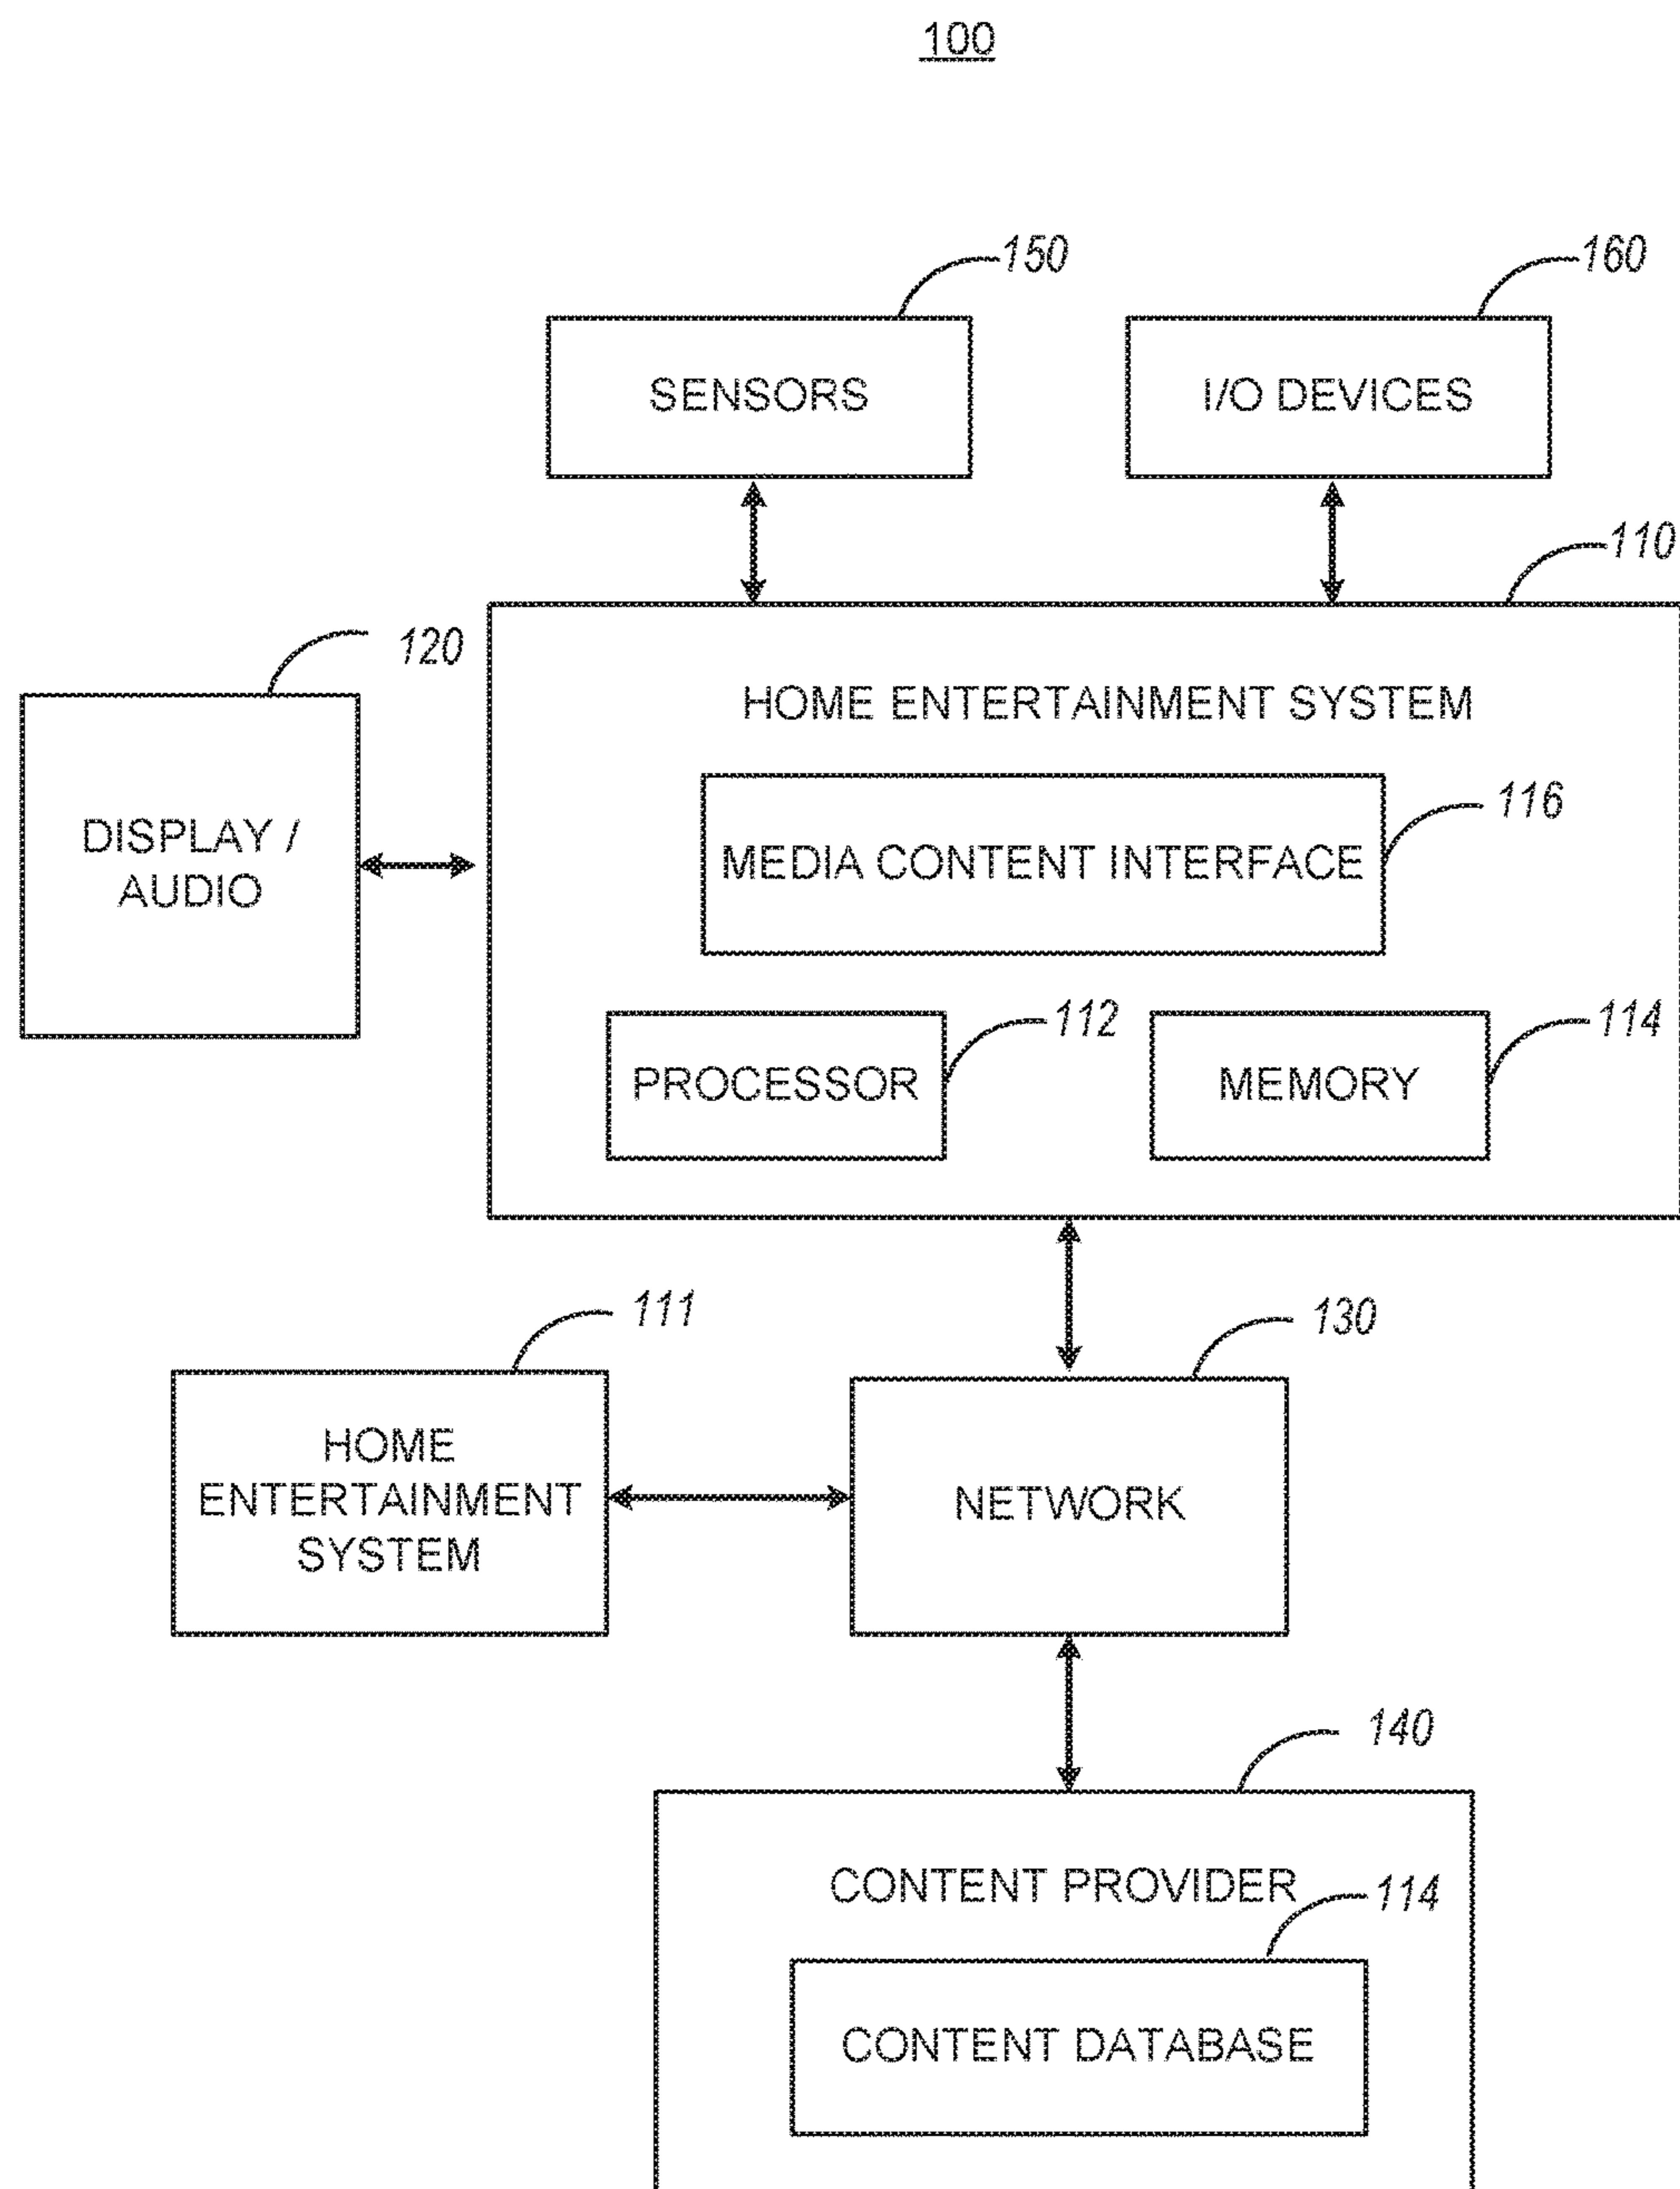 100
150
160
SENSORS
I/O DEVICES
110
120
HOME ENTERTAINMENT SYSTEM
116
DISPLAY /
AUDIO
MEDIA CONTENT INTERFACE
112
114
PROCESSOR
MEMORY
111
130
HOME
ENTERTAINMENT
SYSTEM
NETWORK
140
CONTENT PROVIDER
114
CONTENT DATABASE